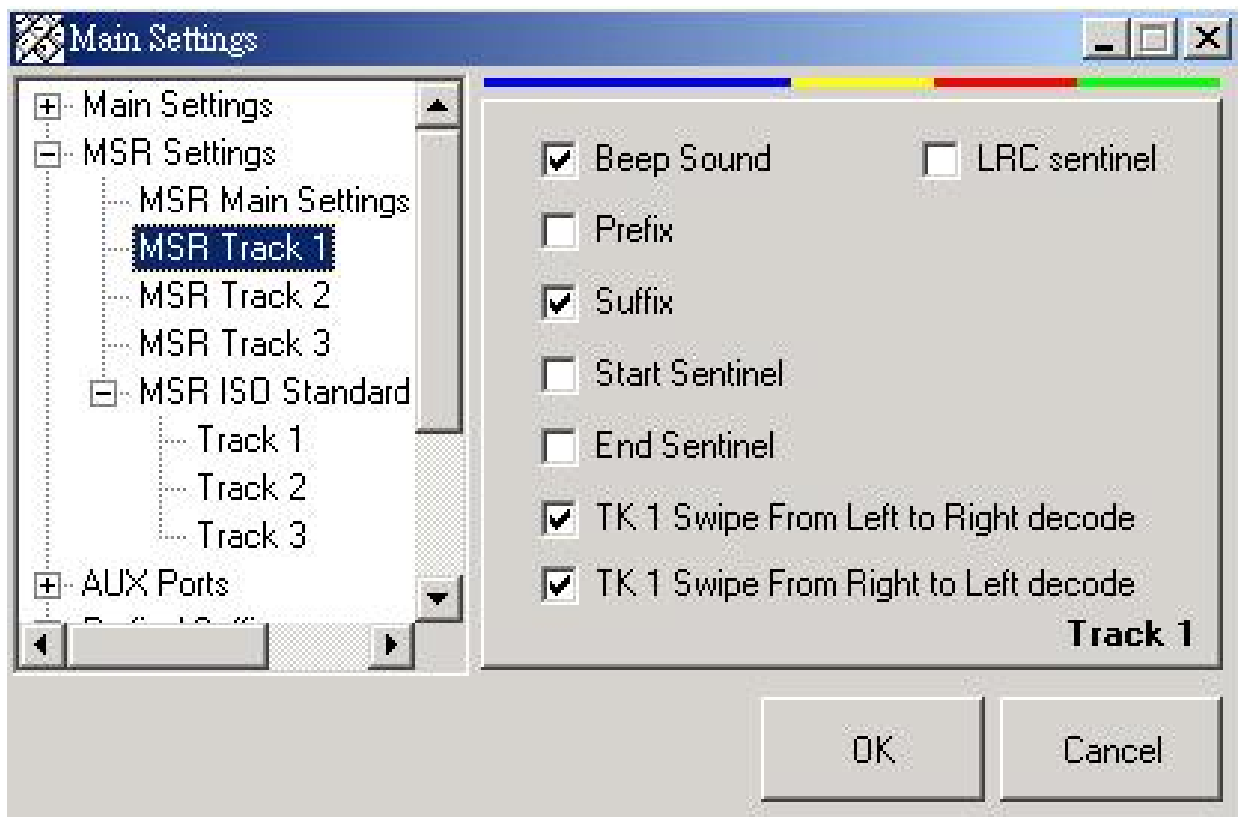 Main Settings
Main Settings
MSR Settings
MSR Main Settings
MSR Track 1
MSR Track 2
MSR Track 3
MSR ISO Standard
Track 1
Track 2
Track 3
AUX Ports
Beep Sound
LRC sentinel
Prefix
Suffix
Start Sentinel
End Sentinel
TK 1 Swipe From Left to Right decode
TK 1 Swipe From Right to Left decode
Track 1
OK
Cancel